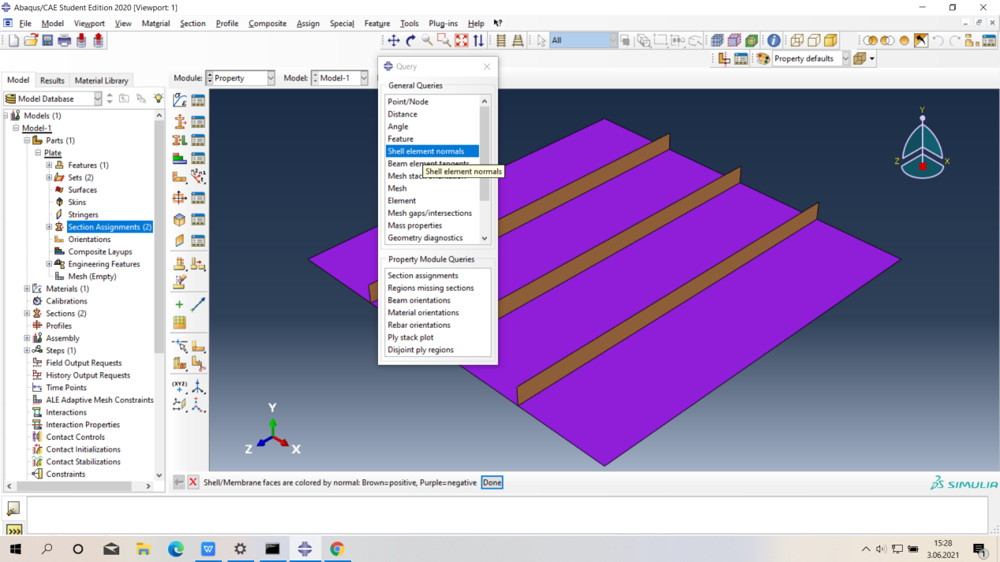 Abaqus/CAE Student Edition 2020 [Viewport: 1]
File Model Viewport View Material Section Profile Composite Assign Special Feature Tools Plug-ins Help
All
Property defaults
Model Results Material Library
Module: Property Model: Model-1
Model Database
Models (1)
Model-1
Parts (1)
Plate
Features (1)
Sets (2)
Surfaces
Skins
Stringers
Section Assignments (2)
Orientations
Composite Layups
Engineering Features
Mesh (Empty)
Materials (1)
Calibrations
Sections (2)
Profiles
Assembly
Steps (1)
Field Output Requests
History Output Requests
Time Points
ALE Adaptive Mesh Constraints
Interactions
Interaction Properties
Contact Controls
Contact Initializations
Contact Stabilizations
Constraints
(XYZ)
Query
General Queries
Point/Node
Distance
Angle
Feature
Shell element normals
Beam element tangents
Shell element normals
Mesh
Element
Mesh gaps/intersections
Mass properties
Geometry diagnostics
Property Module Queries
Section assignments
Regions missing sections
Beam orientations
Material orientations
Rebar orientations
Ply stack plot
Disjoint ply regions
Y
Z X
Y
Z X
Shell/Membrane faces are colored by normal: Brown=positive, Purple=negative Done
SIMULIA
>>>
15:28
3.06.2021
1